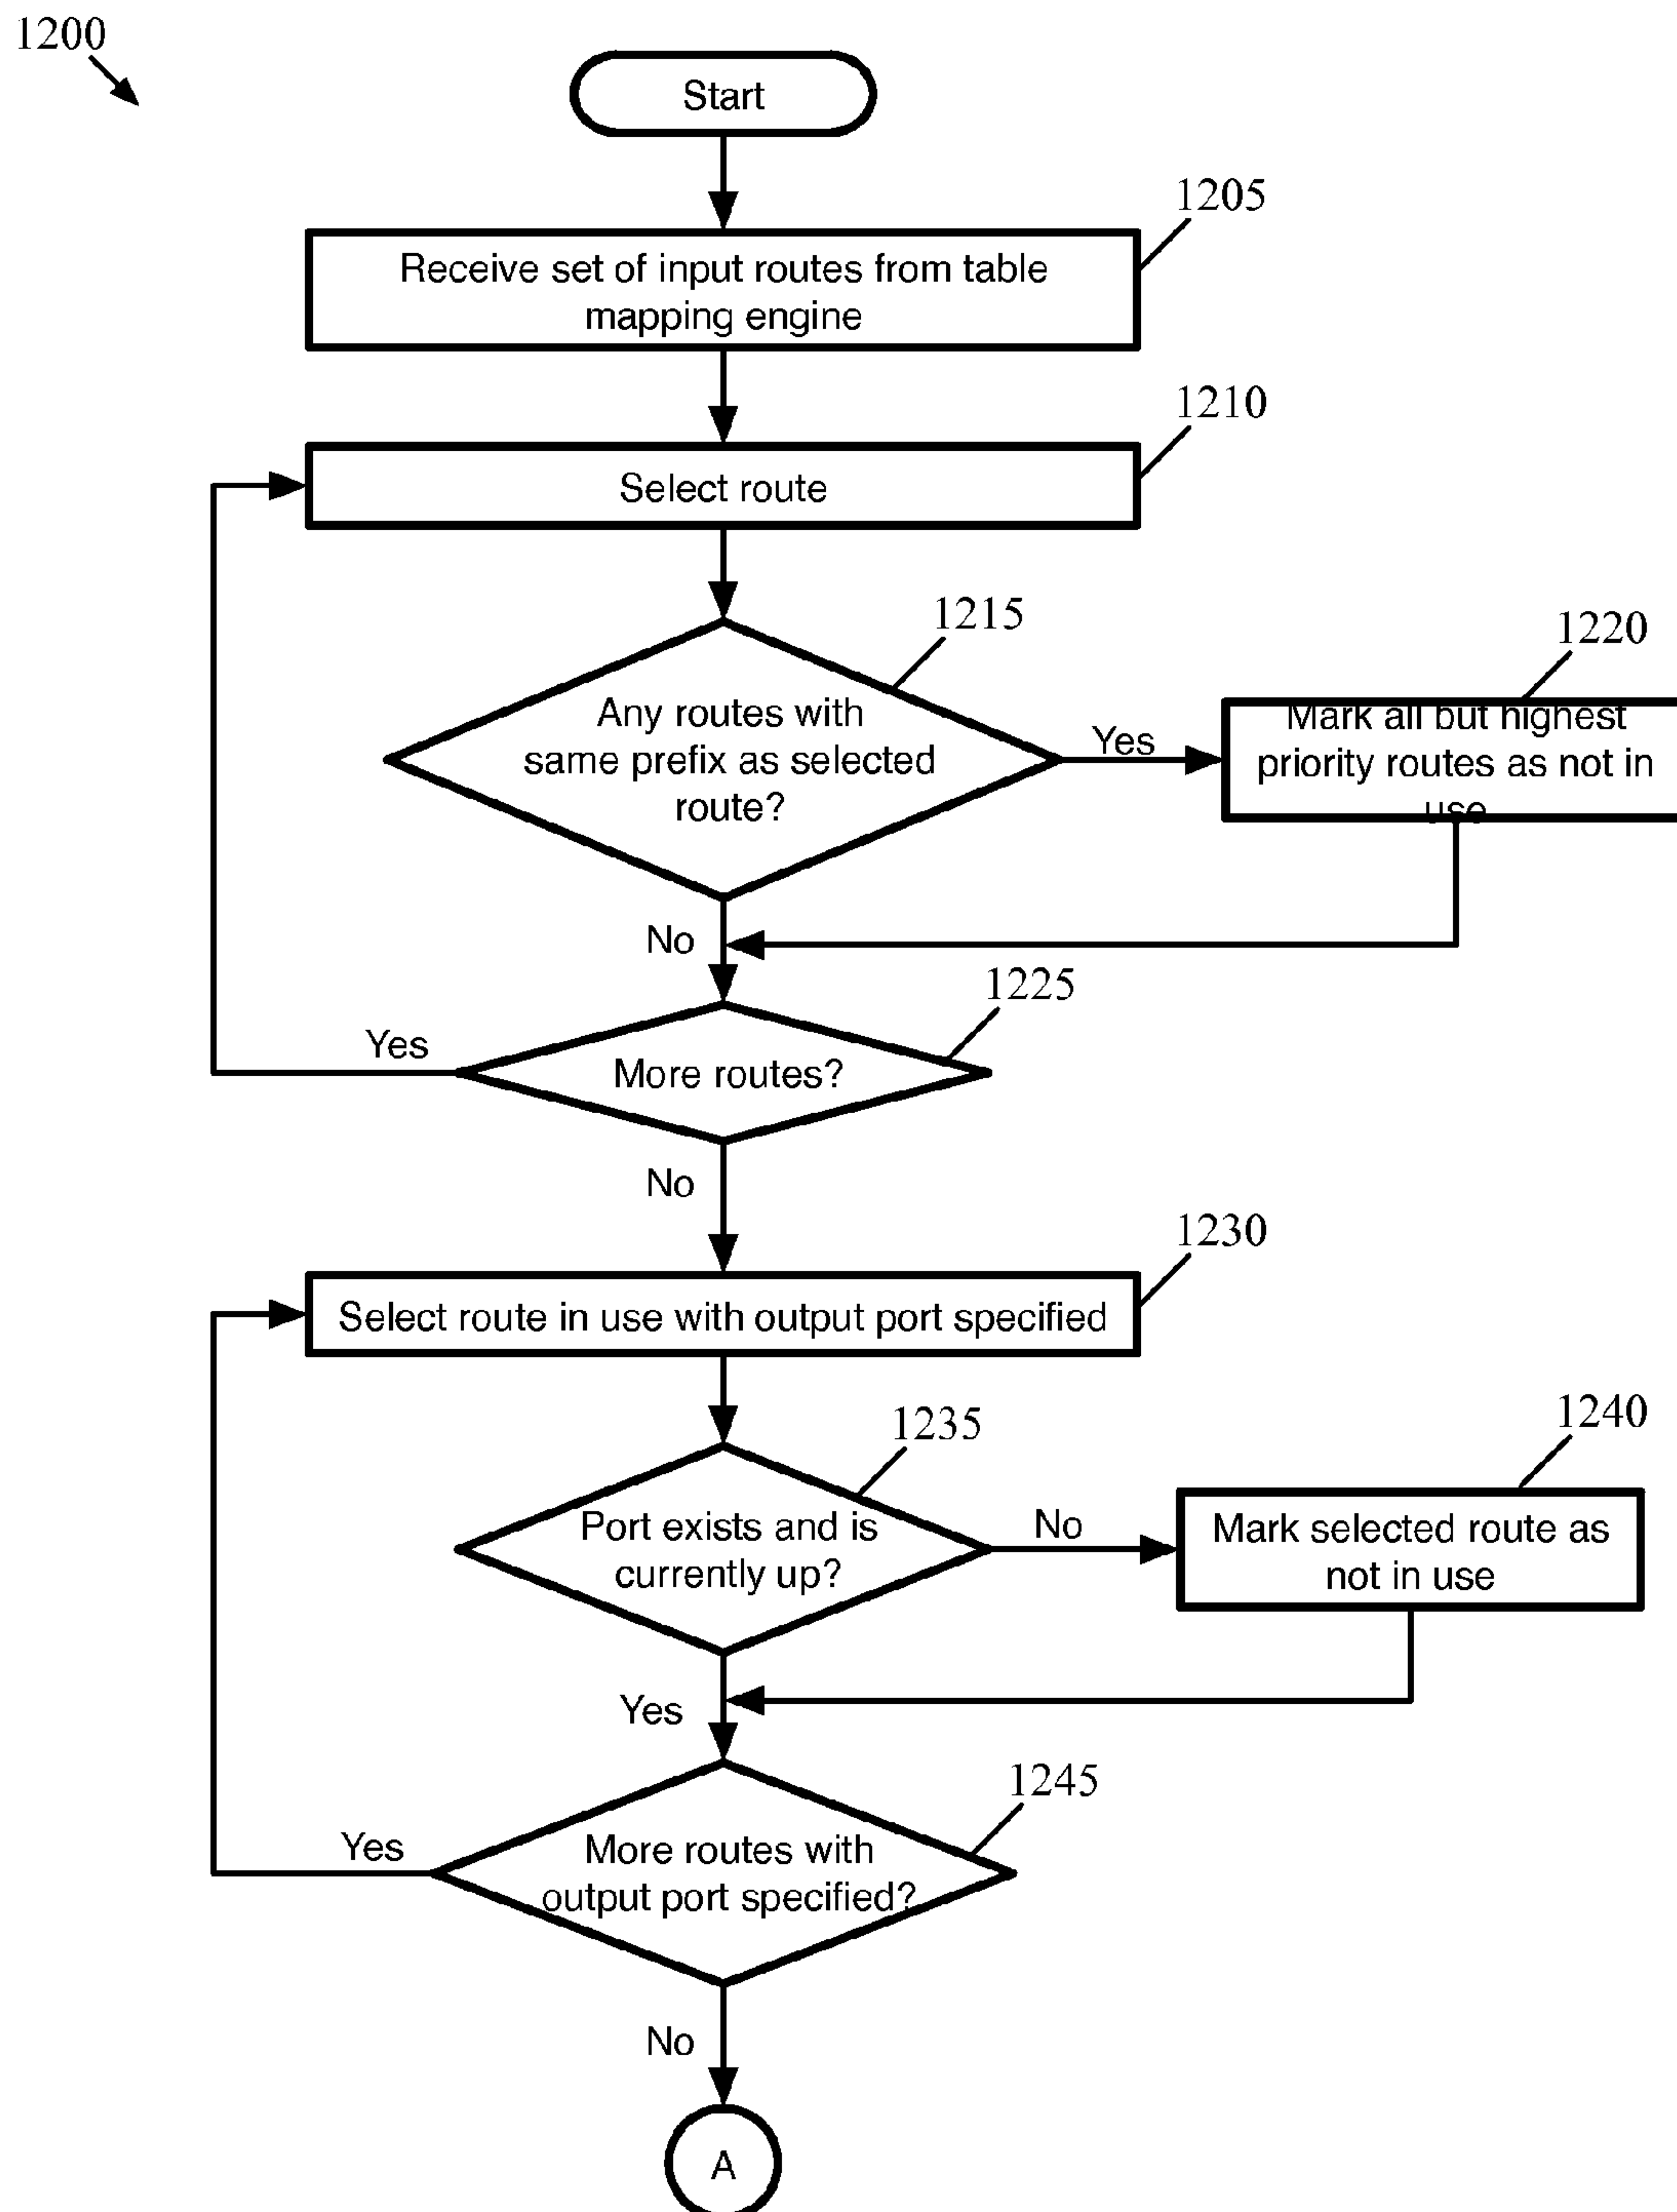 1200
Start
1205
Receive set of input routes from table
mapping engine
1210
Select route
1215
Any routes with
same prefix as selected
route?
Yes
1220
Mark all but highest
priority routes as not in
use
No
1225
Yes
More routes?
No
1230
Select route in use with output port specified
1235
Port exists and is
currently up?
No
1240
Mark selected route as
not in use
Yes
1245
Yes
More routes with
output port specified?
No
A